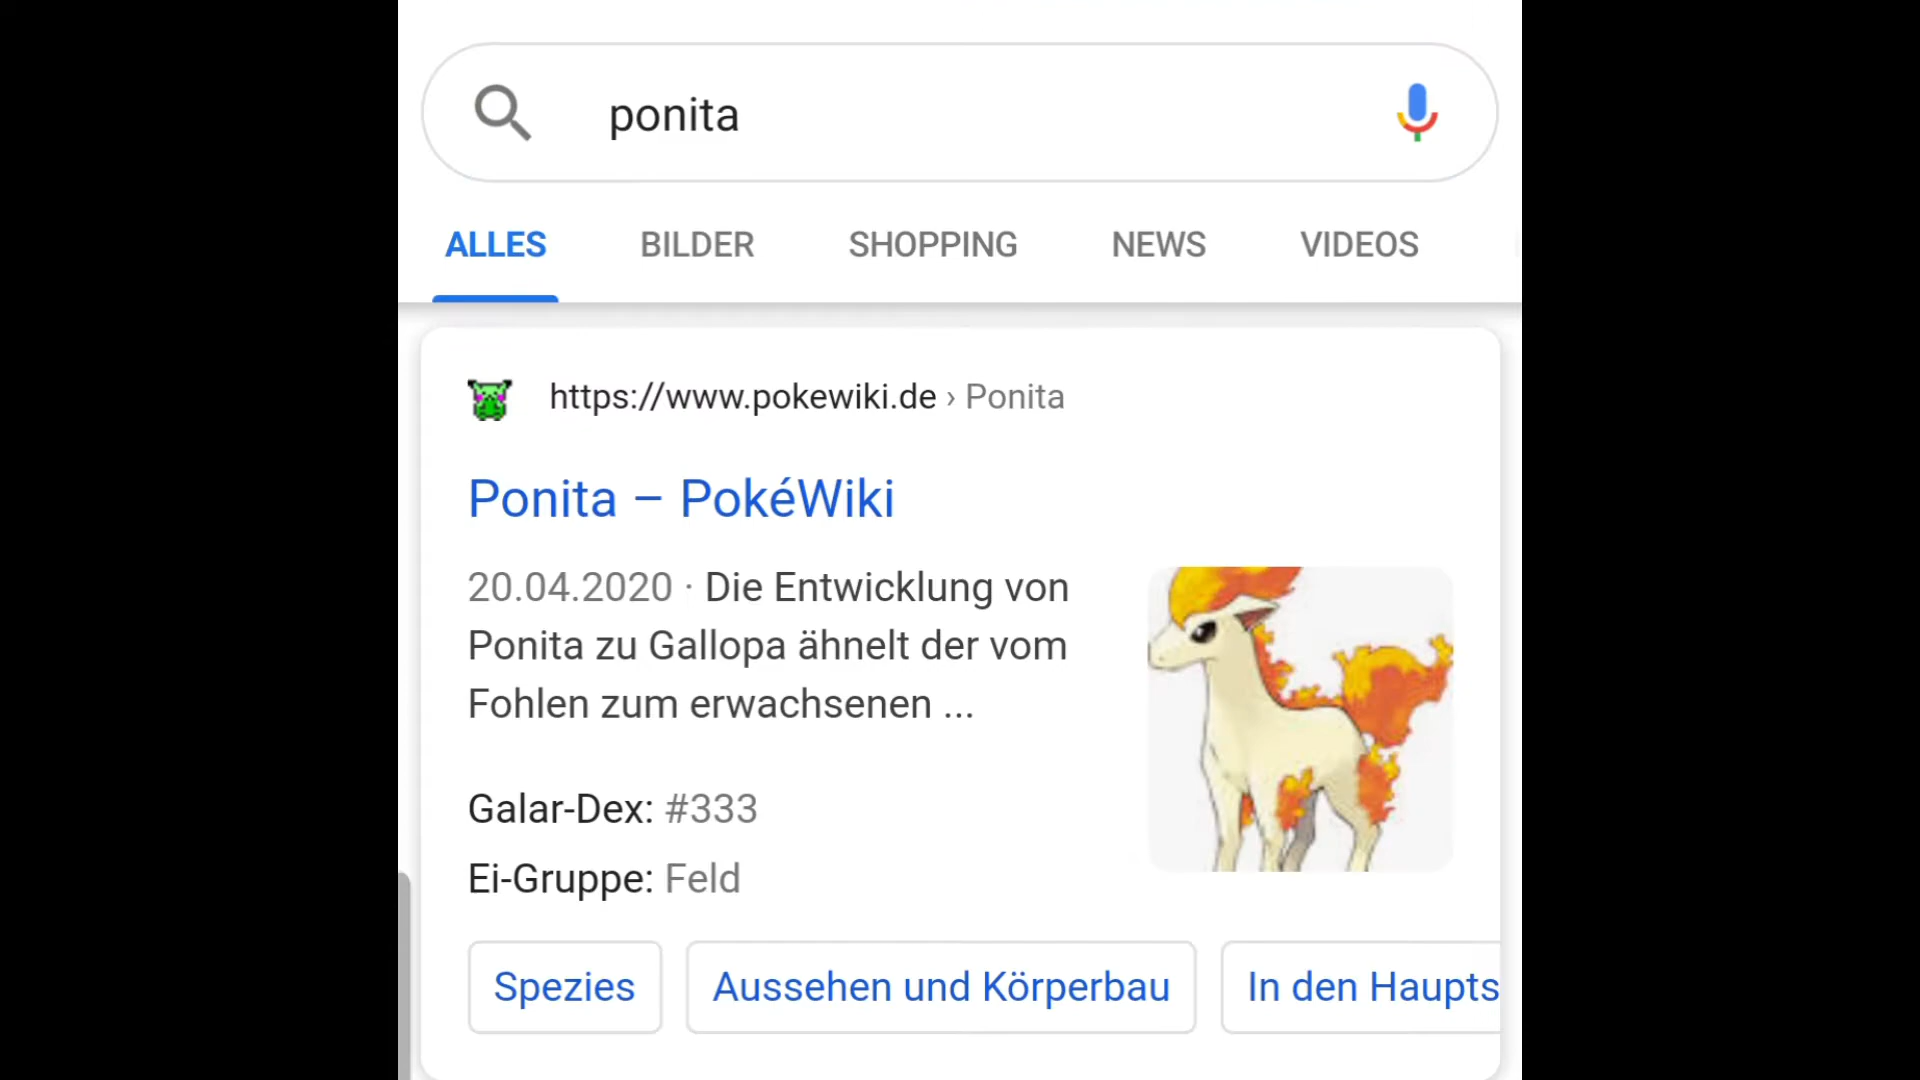 ponita
ALLES BILDER SHOPPING NEWS VIDEOS
https://www.pokewiki.de › Ponita
Ponita – PokéWiki
20.04.2020 · Die Entwicklung von
Ponita zu Gallopa ähnelt der vom
Fohlen zum erwachsenen ...
Galar-Dex: #333
Ei-Gruppe: Feld
Spezies Aussehen und Körperbau In den Haupts